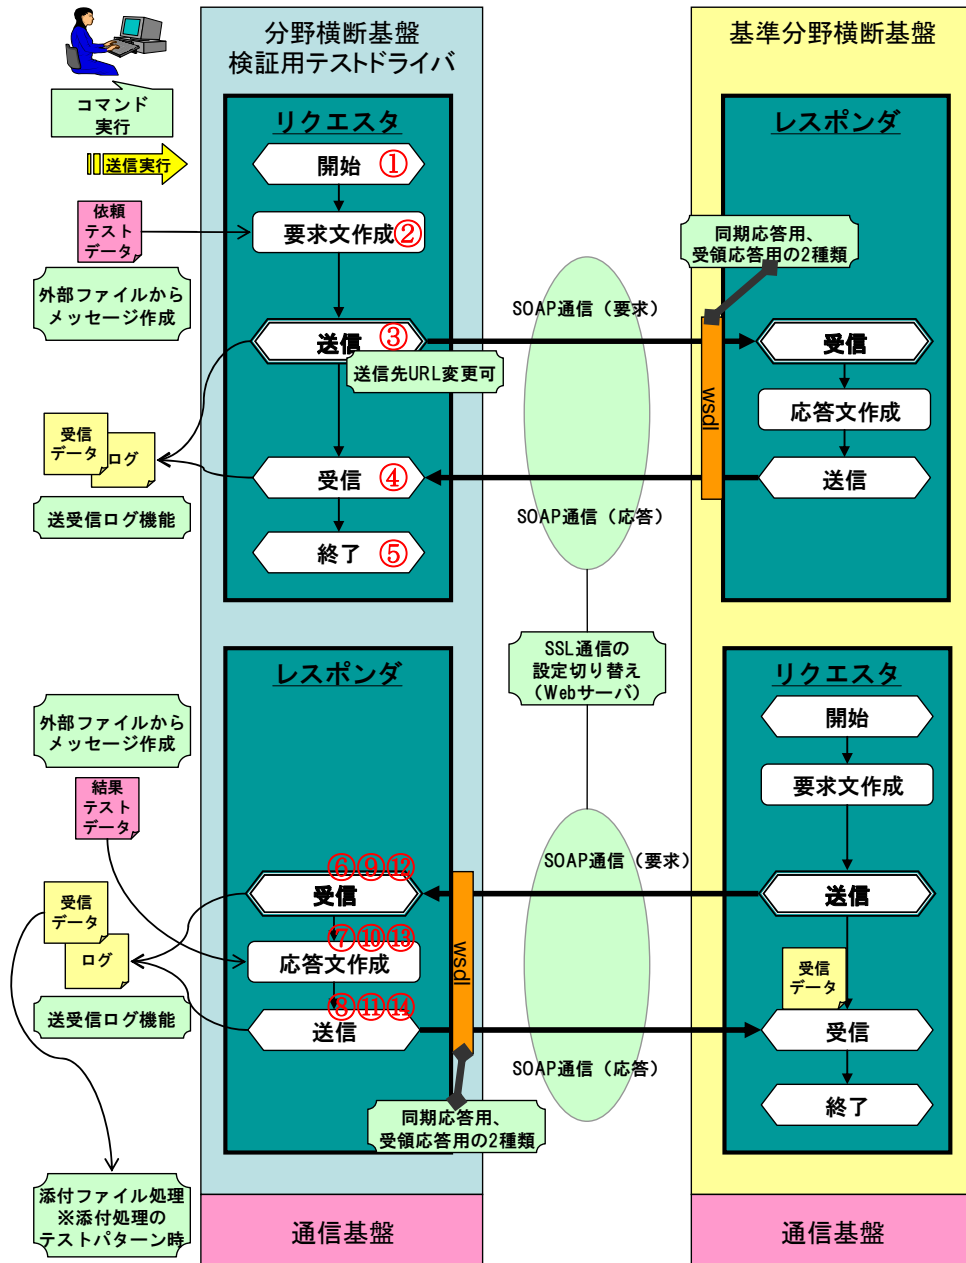 分野横断基盤
検証用テストドライバ
基準分野横断基盤
コマンド
実行
送信実行
リクエスタ
開始 ①
依頼
テスト
データ
要求文作成 ②
外部ファイルから
メッセージ作成
送信 ③
送信先URL変更可
受信
データ
ログ
受信 ④
送受信ログ機能
終了 ⑤
SOAP通信（要求）
SOAP通信（応答）
レスポンダ
同期応答用、
受領応答用の2種類
wsdl
受信
応答文作成
送信
SSL通信の
設定切り替え
（Webサーバ）
レスポンダ
外部ファイルから
メッセージ作成
結果
テスト
データ
⑥⑨⑫
受信
⑦⑩⑬
応答文作成
⑧⑪⑭
送信
受信
データ
ログ
送受信ログ機能
wsdl
同期応答用、
受領応答用の2種類
添付ファイル処理
※添付処理の
テストパターン時
SOAP通信（要求）
SOAP通信（応答）
リクエスタ
開始
要求文作成
送信
受信
データ
受信
終了
通信基盤
通信基盤